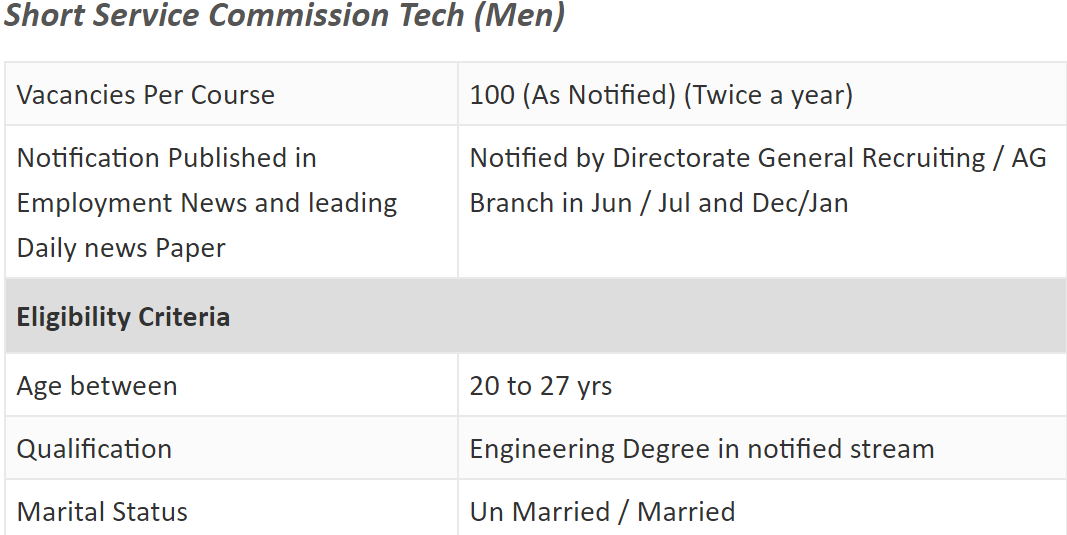 Short Service Commission Tech (Men)
Vacancies Per Course
100 (As Notified) (Twice a year)
Notification Published in
Employment News and leading
Daily news Paper
Notified by Directorate General Recruiting / AG
Branch in Jun / Jul and Dec/Jan
Eligibility Criteria
Age between
20 to 27 yrs
Qualification
Engineering Degree in notified stream
Marital Status
Un Married / Married